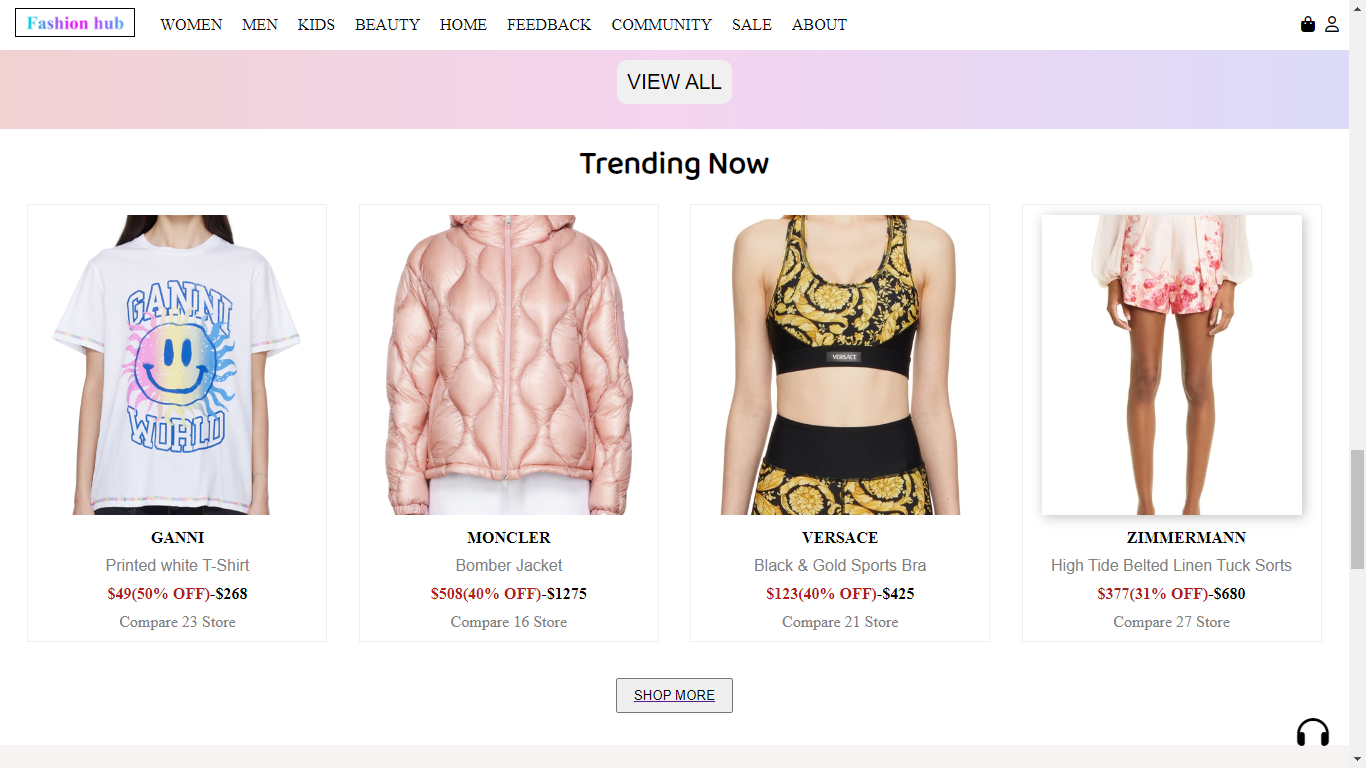 Fashion hub WOMEN MEN KIDS BEAUTY HOME FEEDBACK COMMUNITY SALE ABOUT
VIEW ALL
Trending Now
GANNI
WORLD
VERSACE
GANNI MONCLER VERSACE ZIMMERMANN
Printed white T-Shirt Bomber Jacket Black & Gold Sports Bra High Tide Belted Linen Tuck Sorts
$49(50% OFF)-$268 $508(40% OFF)-$1275 $123(40% OFF)-$425 $377(31% OFF)-$680
Compare 23 Store Compare 16 Store Compare 21 Store Compare 27 Store
SHOP MORE